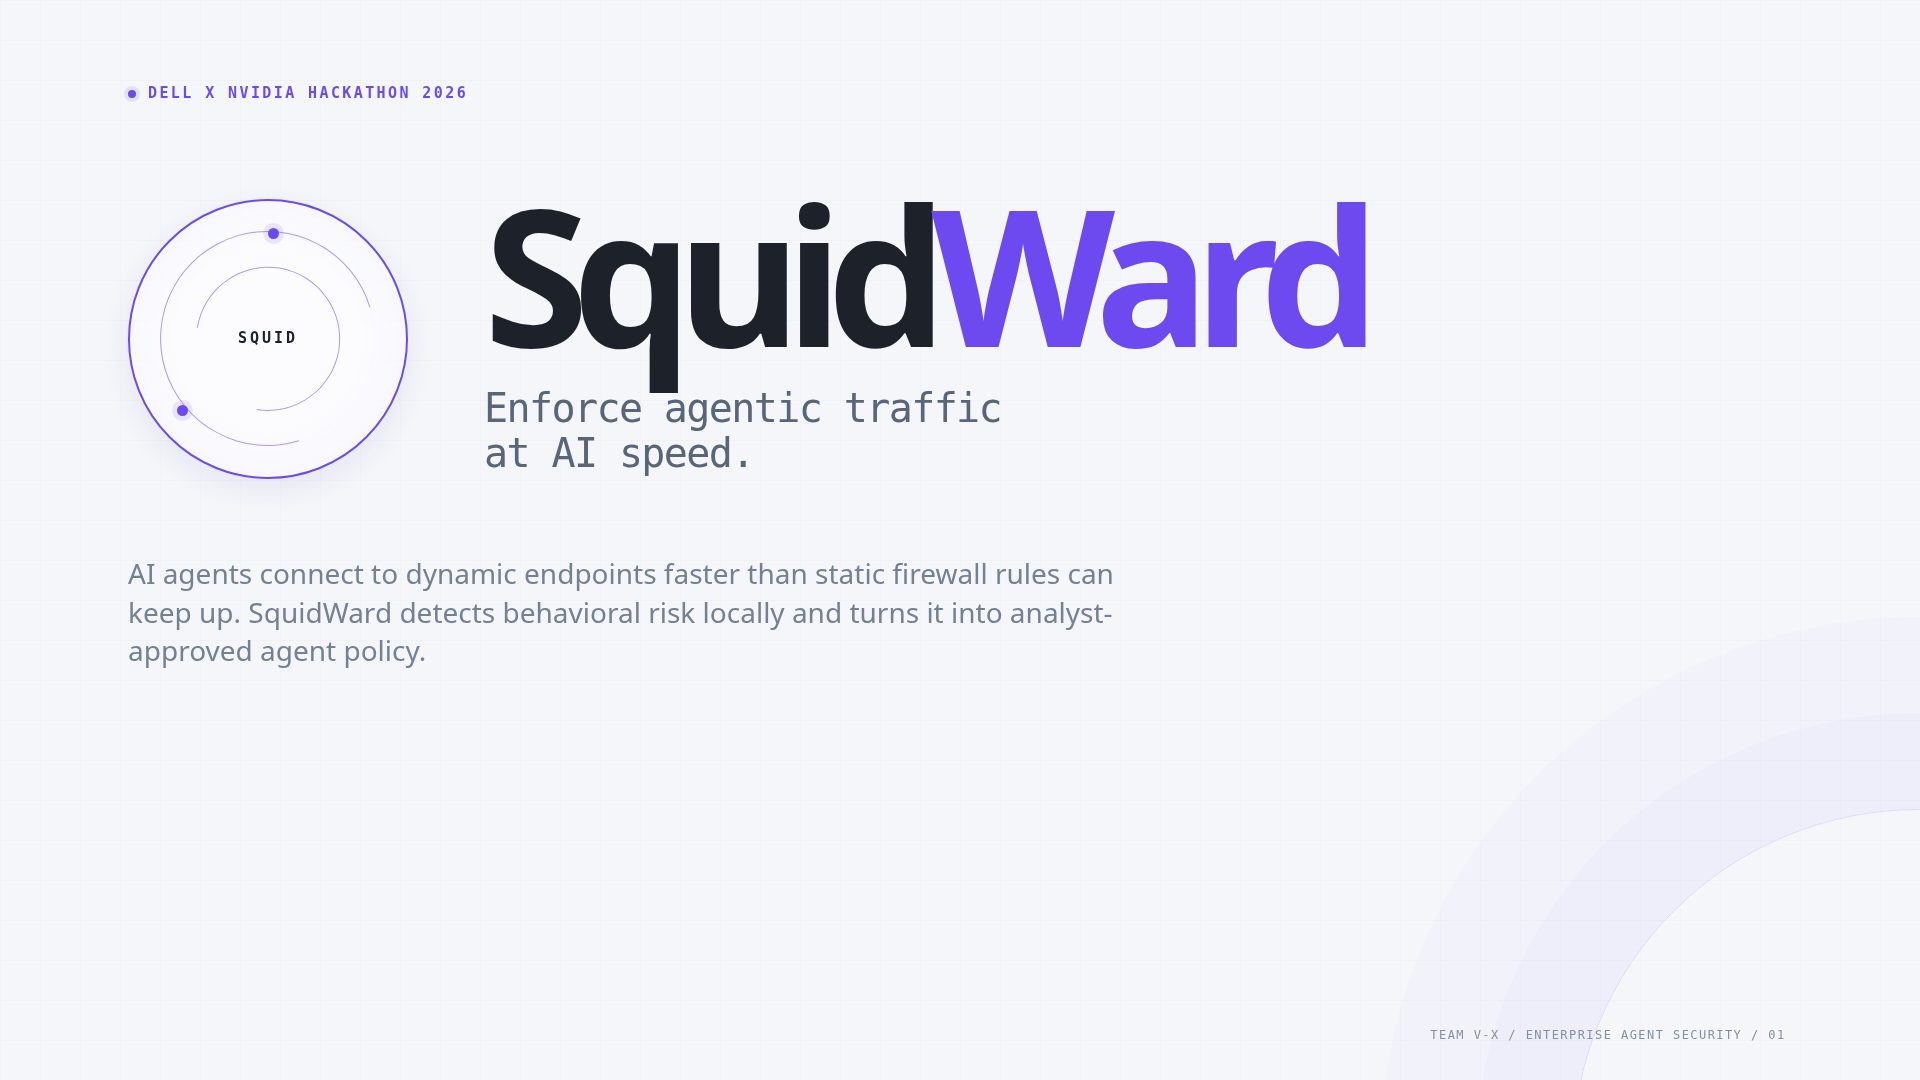 DELL X NVIDIA HACKATHON 2026
SQUID
SquidWard
Enforce agentic traffic
at AI speed.
AI agents connect to dynamic endpoints faster than static firewall rules can
keep up. SquidWard detects behavioral risk locally and turns it into analyst-
approved agent policy.
TEAM V-X / ENTERPRISE AGENT SECURITY / 01